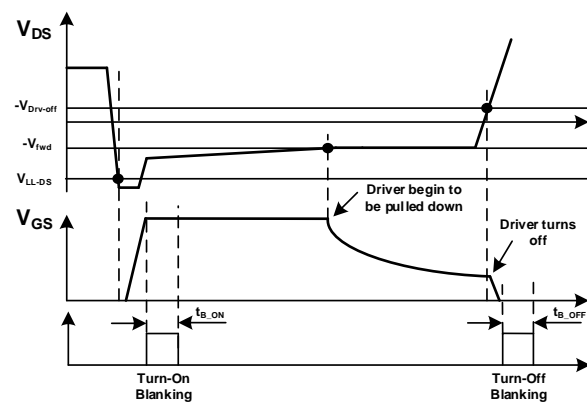 VDS
-VDrv-off
-Vfwd
VLL-DS
Driver begin to
be pulled down
VGS
Driver turns
off
tB_ON
tB_OFF
Turn-On
Blanking
Turn-Off
Blanking